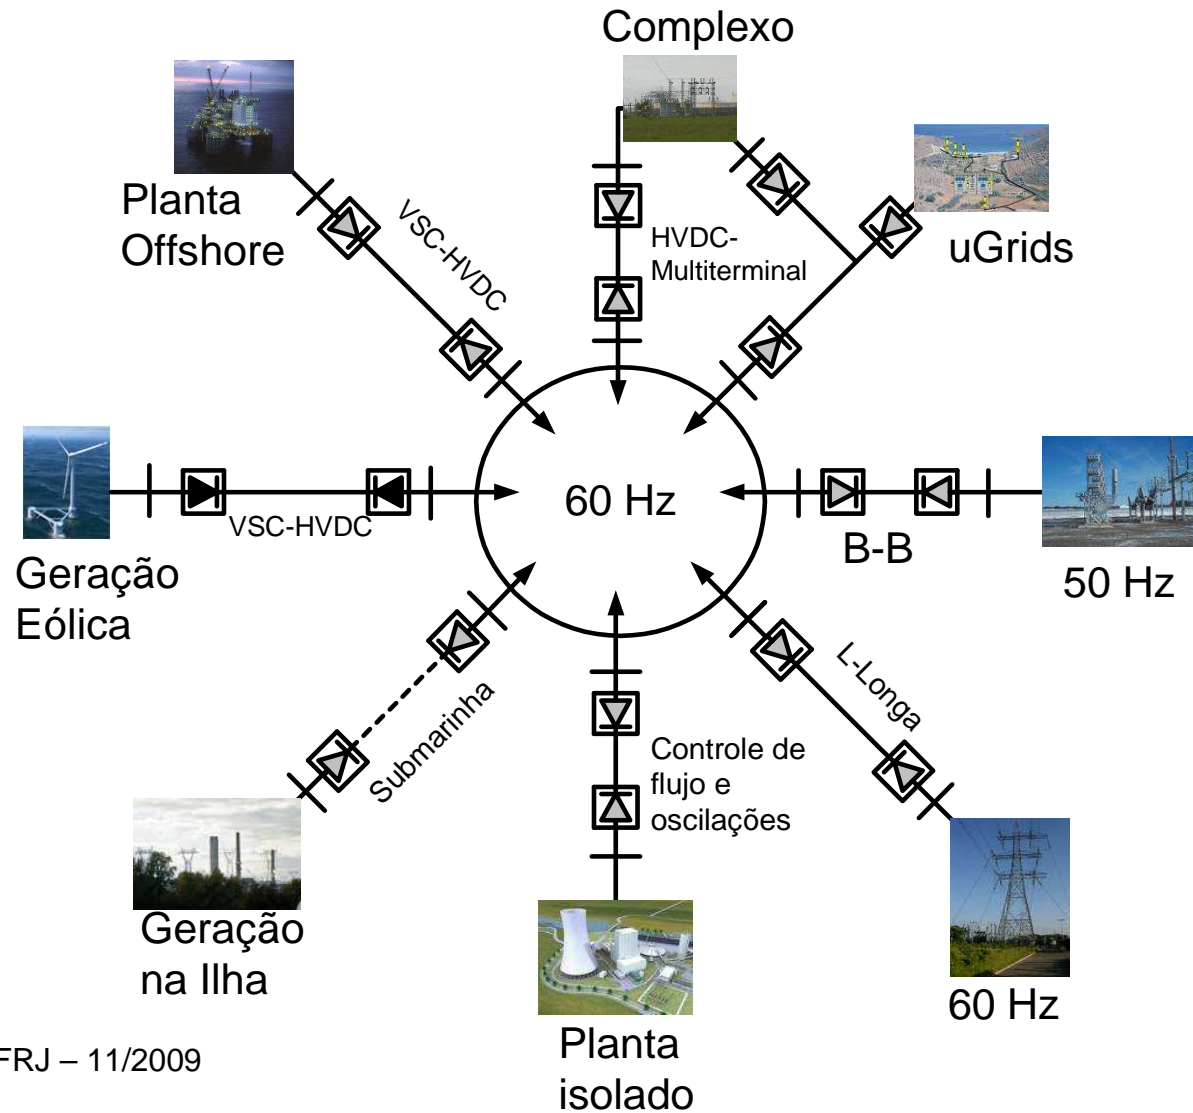 Complexo
Planta
Offshore
VSC-HVDC
HVDC-
Multiterminal
uGrids
60 Hz
VSC-HVDC
Geração
Eólica
B-B
50 Hz
Submarinha
L-Longa
Controle de
flujo e
oscilações
Geração
na Ilha
60 Hz
Planta
isolado
FRJ – 11/2009